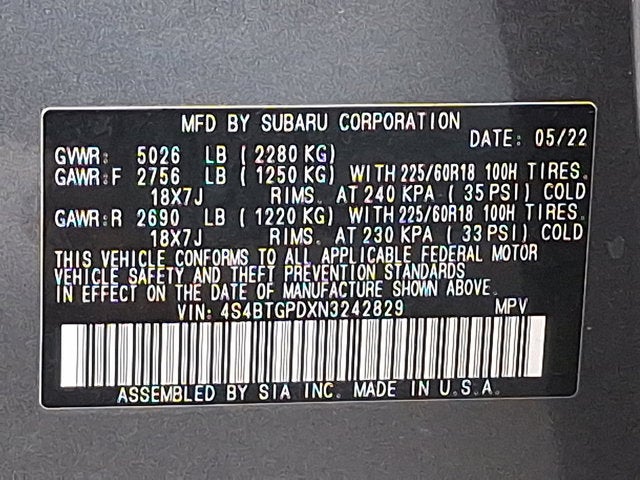 MFD BY SUBARU CORPORATION
DATE: 05/22
GVWR: 5026 LB (2280 KG)
GAWR:F 2756 LB (1250 KG) WITH 225/60R18 100H TIRES.
18X7J RIMS. AT 240 KPA (35 PSI) COLD
GAWR:R 2690 LB (1220 KG) WITH 225/60R18 100H TIRES.
18X7J RIMS. AT 230 KPA (33 PSI) COLD
THIS VEHICLE CONFORMS TO ALL APPLICABLE FEDERAL MOTOR
VEHICLE SAFETY AND THEFT PREVENTION STANDARDS
IN EFFECT ON THE DATE OF MANUFACTURE SHOWN ABOVE.
VIN: 4S4BTGPDXN3242829 MPV
ASSEMBLED BY SIA INC. MADE IN U.S.A.